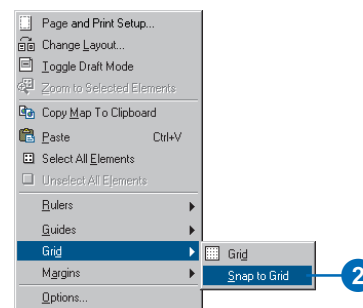 Page and Print Setup...
Change Layout...
Toggle Draft Mode
Zoom to Selected Elements
Copy Map To Clipboard
Paste Ctrl+V
Select All Elements
Unselect All Elements
Rulers
Guides
Grid
Grid
Margins
Snap to Grid
2
Options...